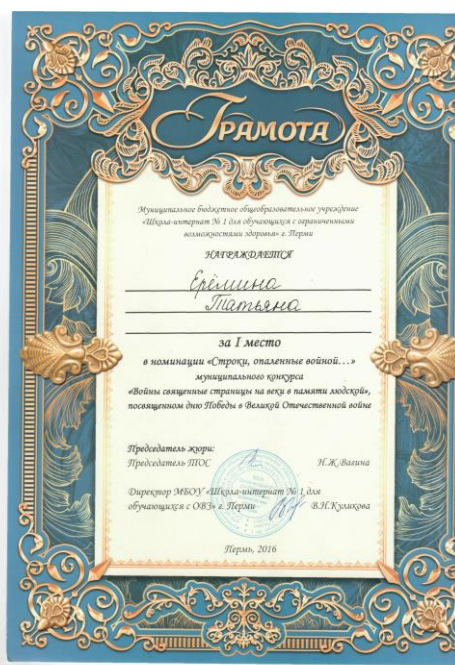 Грамота
Муниципальное бюджетное общеобразовательное учреждение
«Школа-интернат № 1 для обучающихся с ограниченными
возможностями здоровья» г. Перми
НАГРАЖДАЕТСЯ
Ерёмина
Татьяна
за I место
в номинации «Строки, опаленные войной...»
муниципального конкурса
«Войны священные страницы на веки в памяти людской»,
посвященном дню Победы в Великой Отечественной войне
Председатель жюри:
Председатель ТОС Н.Ж.Вагина
Директор МБОУ «Школа-интернат № 1 для
обучающихся с ОВЗ» г. Перми В.Н.Куликова
Пермь, 2016